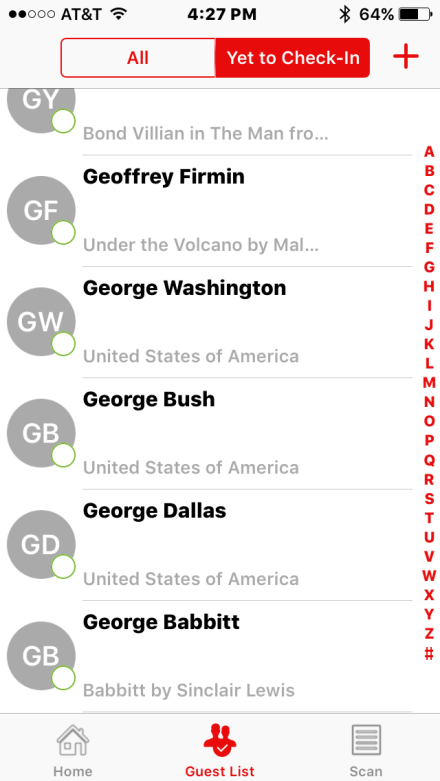 AT&T 4:27 PM 64%
All Yet to Check-In +
GY
Bond Villian in The Man fro...
Geoffrey Firmin
GF
Under the Volcano by Mal...
George Washington
GW
United States of America
George Bush
GB
United States of America
George Dallas
GD
United States of America
George Babbitt
GB
Babbitt by Sinclair Lewis
A
B
C
D
E
F
G
H
I
J
K
L
M
N
O
P
Q
R
S
T
U
V
W
X
Y
Z
#
Home Guest List Scan